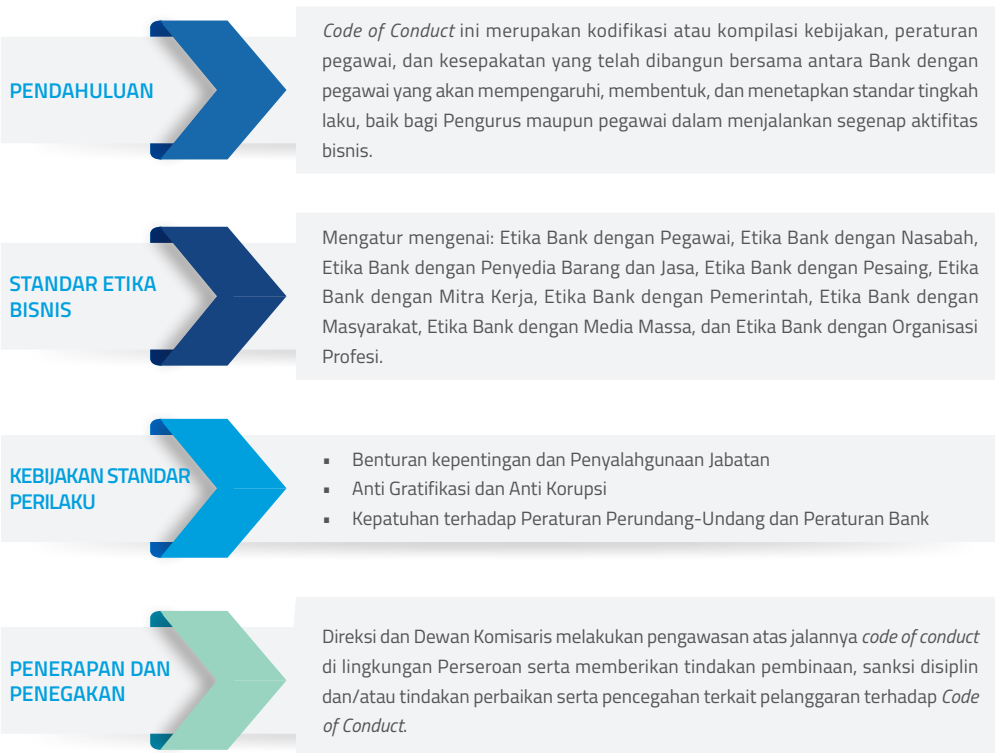 PENDAHULUAN
Code of Conduct ini merupakan kodifikasi atau kompilasi kebijakan, peraturan
pegawai, dan kesepakatan yang telah dibangun bersama antara Bank dengan
pegawai yang akan mempengaruhi, membentuk, dan menetapkan standar tingkah
laku, baik bagi Pengurus maupun pegawai dalam menjalankan segenap aktifitas
bisnis.
STANDAR ETIKA
BISNIS
Mengatur mengenai: Etika Bank dengan Pegawai, Etika Bank dengan Nasabah,
Etika Bank dengan Penyedia Barang dan Jasa, Etika Bank dengan Pesaing, Etika
Bank dengan Mitra Kerja, Etika Bank dengan Pemerintah, Etika Bank dengan
Masyarakat, Etika Bank dengan Media Massa, dan Etika Bank dengan Organisasi
Profesi.
KEBIJAKAN STANDAR
PERILAKU
▪ Benturan kepentingan dan Penyalahgunaan Jabatan
▪ Anti Gratifikasi dan Anti Korupsi
▪ Kepatuhan terhadap Peraturan Perundang-Undang dan Peraturan Bank
PENERAPAN DAN
PENEGAKAN
Direksi dan Dewan Komisaris melakukan pengawasan atas jalannya code of conduct
di lingkungan Perseroan serta memberikan tindakan pembinaan, sanksi disiplin
dan/atau tindakan perbaikan serta pencegahan terkait pelanggaran terhadap Code
of Conduct.